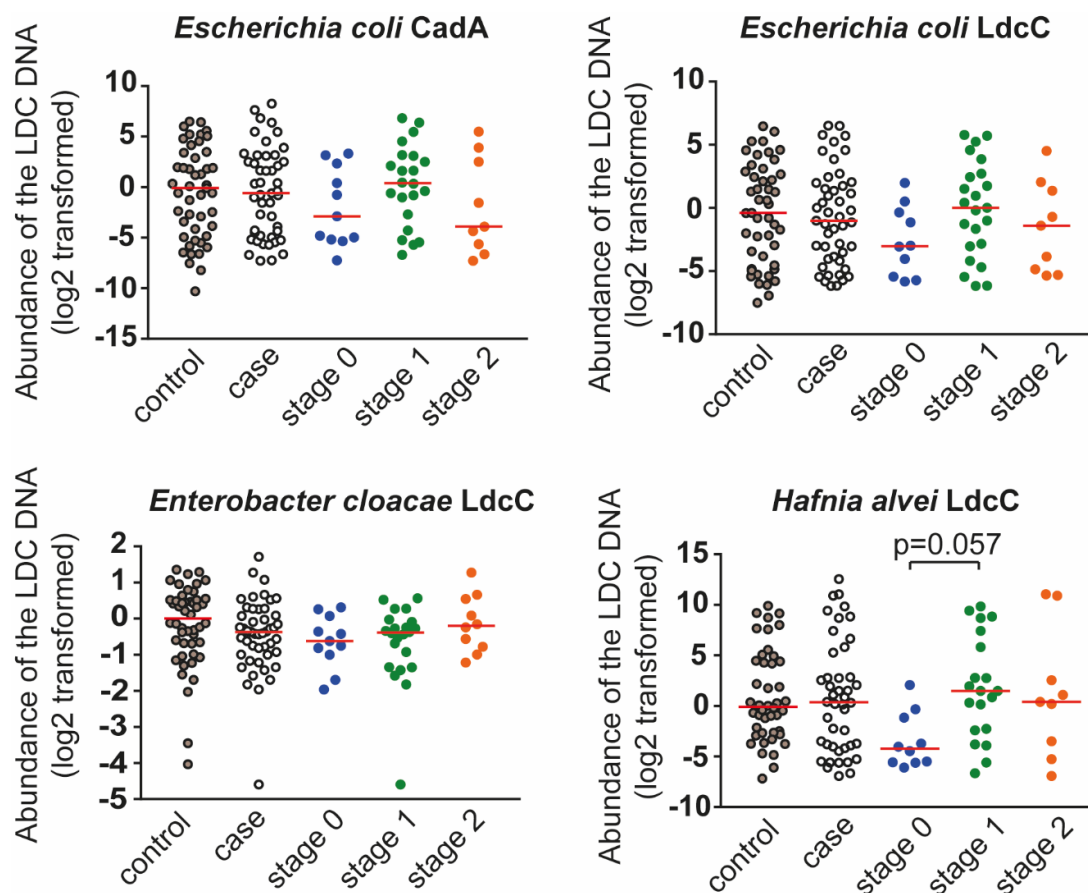 Escherichia coli CadA
Abundance of the LDC DNA
(log2 transformed)
10
5
0
-5
-10
-15
control
case
stage 0
stage 1
stage 2
Escherichia coli LdcC
Abundance of the LDC DNA
(log2 transformed)
10
5
0
-5
-10
control
case
stage 0
stage 1
stage 2
Enterobacter cloacae LdcC
Abundance of the LDC DNA
(log2 transformed)
2
1
0
-1
-2
-3
-4
-5
control
case
stage 0
stage 1
stage 2
Hafnia alvei LdcC
Abundance of the LDC DNA
(log2 transformed)
p=0.057
15
10
5
0
-5
-10
control
case
stage 0
stage 1
stage 2